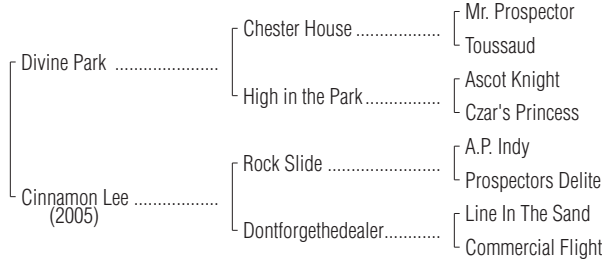 Mr. Prospector
Chester House ..................
Toussaud
Divine Park ......................
Ascot Knight
High in the Park................
Czar's Princess
A.P. Indy
Rock Slide ........................
Prospectors Delite
Cinnamon Lee ..................
(2005)
Line In The Sand
Dontforgethedealer............
Commercial Flight